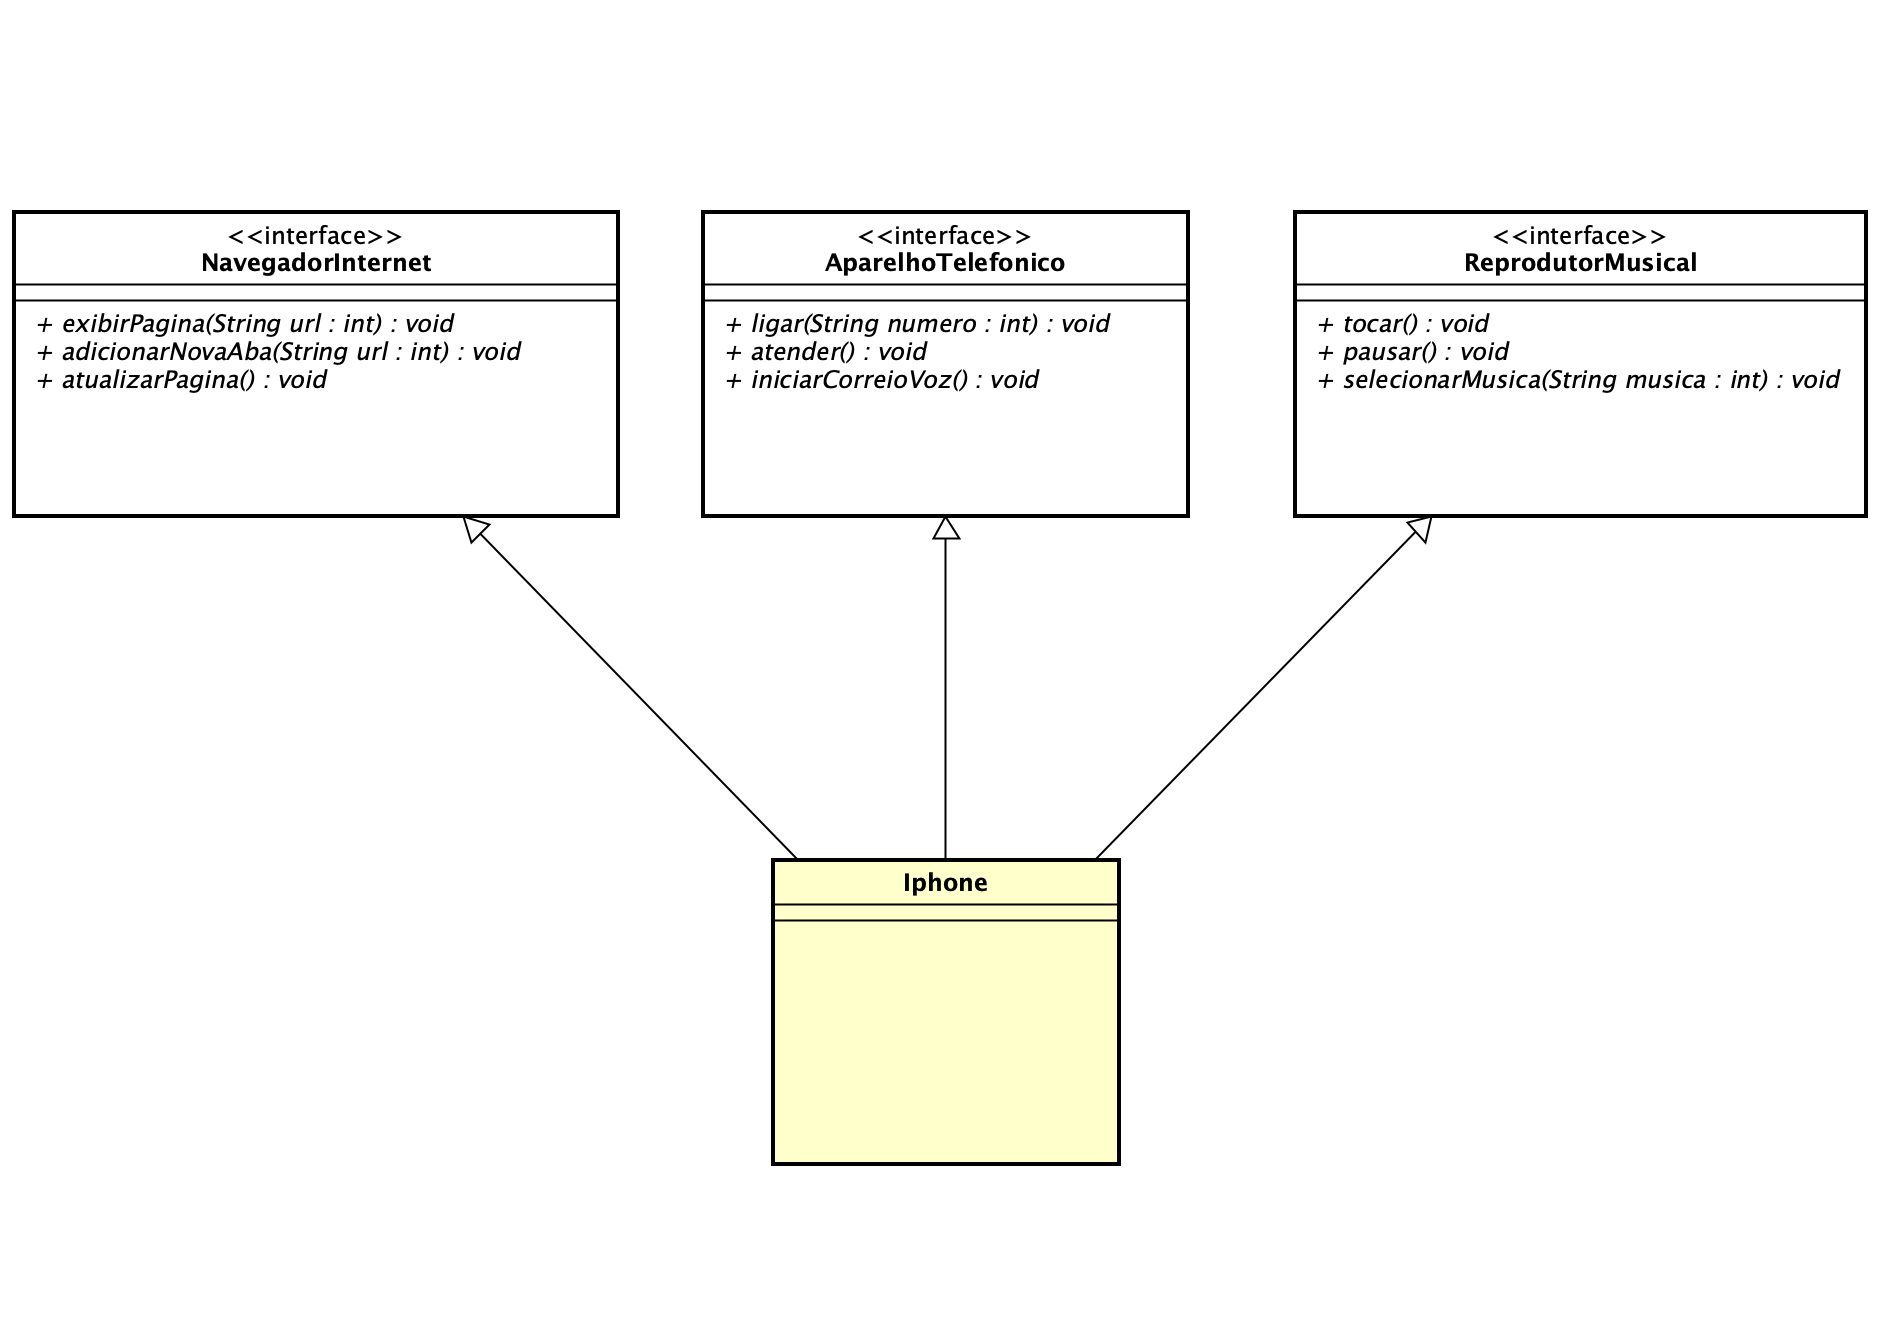 <<interface>>
NavegadorInternet
+ exibirPagina(String url : int) : void
+ adicionarNovaAba(String url : int) : void
+ atualizarPagina() : void
<<interface>>
AparelhoTelefonico
+ ligar(String numero : int) : void
+ atender() : void
+ iniciarCorreioVoz() : void
<<interface>>
ReprodutorMusical
+ tocar() : void
+ pausar() : void
+ selecionarMusica(String musica : int) : void
Iphone